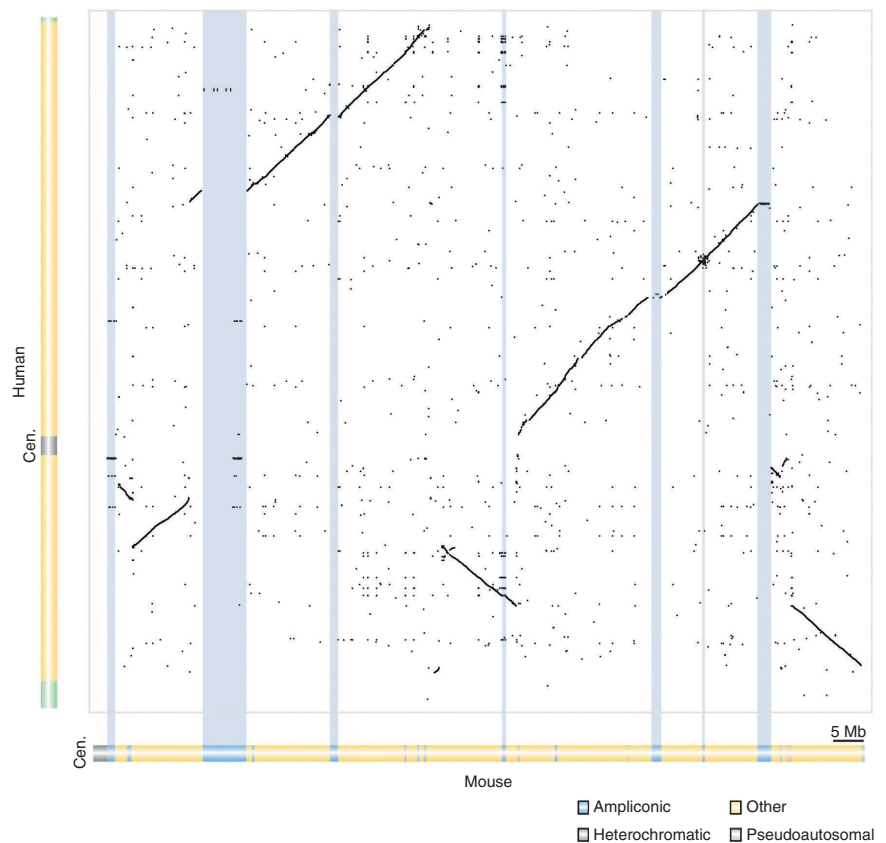 Human
Cen.
Cen.
5 Mb
Mouse
Ampliconic
Other
Heterochromatic
Pseudoautosomal